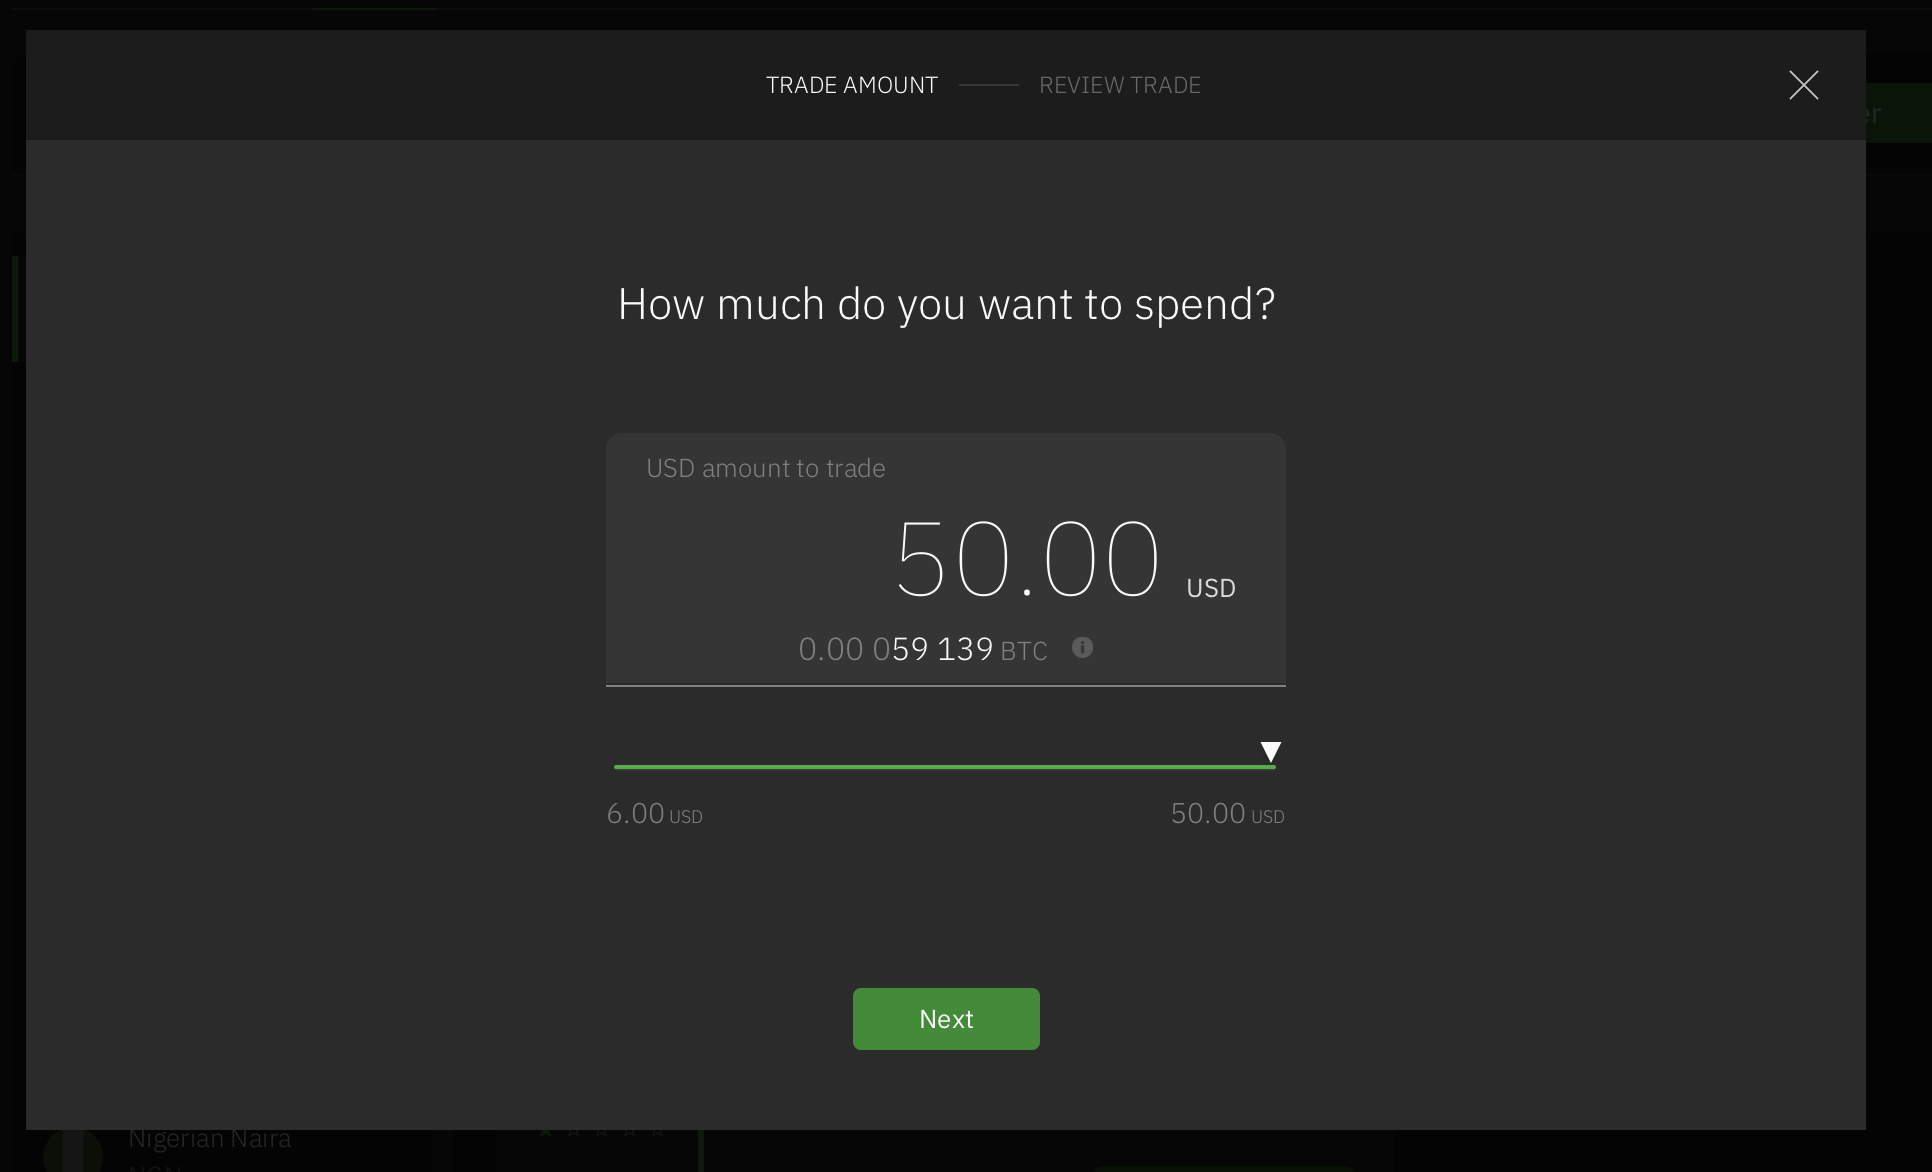 TRADE AMOUNT REVIEW TRADE
How much do you want to spend?
USD amount to trade
50.00 USD
0.00 059 139 BTC
6.00 USD 50.00 USD
Next
Nigerian Naira